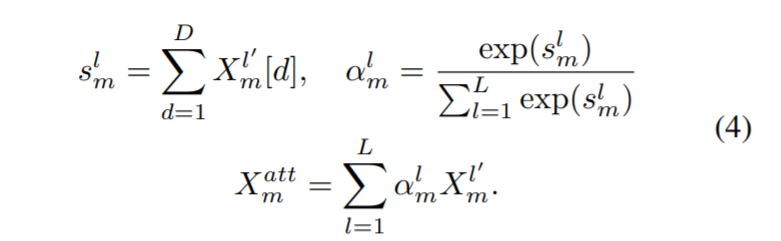 s_m^l = \sum_{d=1}^{D} X_m^{l'}[d], \quad \alpha_m^l = \frac{\exp(s_m^l)}{\sum_{l=1}^{L} \exp(s_m^l)}
(4)
X_m^{att} = \sum_{l=1}^{L} \alpha_m^l X_m^{l'}.